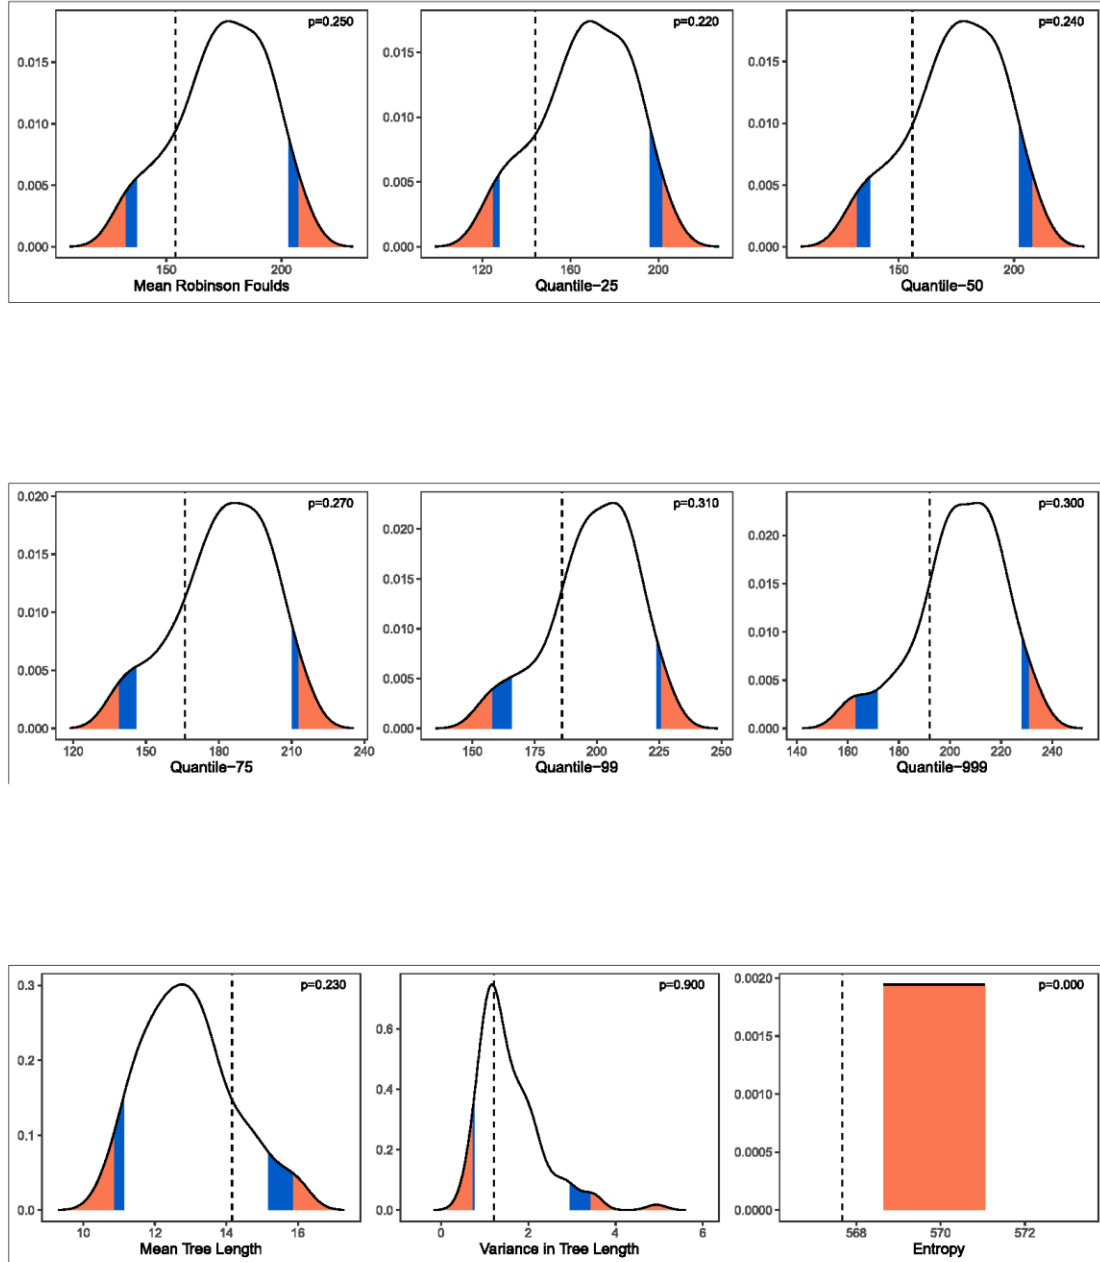 p=0.250 p=0.220 p=0.240
0.015 0.015 0.015
0.010 0.010 0.010
0.005 0.005 0.005
0.000 0.000 0.000
150 200 120 160 200 150 200
Mean Robinson Foulds Quantile-25 Quantile-50
0.020 p=0.270 p=0.310 p=0.300
0.020 0.020
0.015 0.015 0.015
0.010 0.010 0.010
0.005 0.005 0.005
0.000 0.000 0.000
120 150 180 210 240 150 175 200 225 250 140 160 180 200 220 240
Quantile-75 Quantile-99 Quantile-999
0.3 p=0.230 p=0.900 0.0020 p=0.000
0.6 0.0015
0.2 0.4 0.0010
0.1 0.2 0.0005
0.0 0.0 0.0000
10 12 14 16 0 2 4 6 568 570 572
Mean Tree Length Variance in Tree Length Entropy